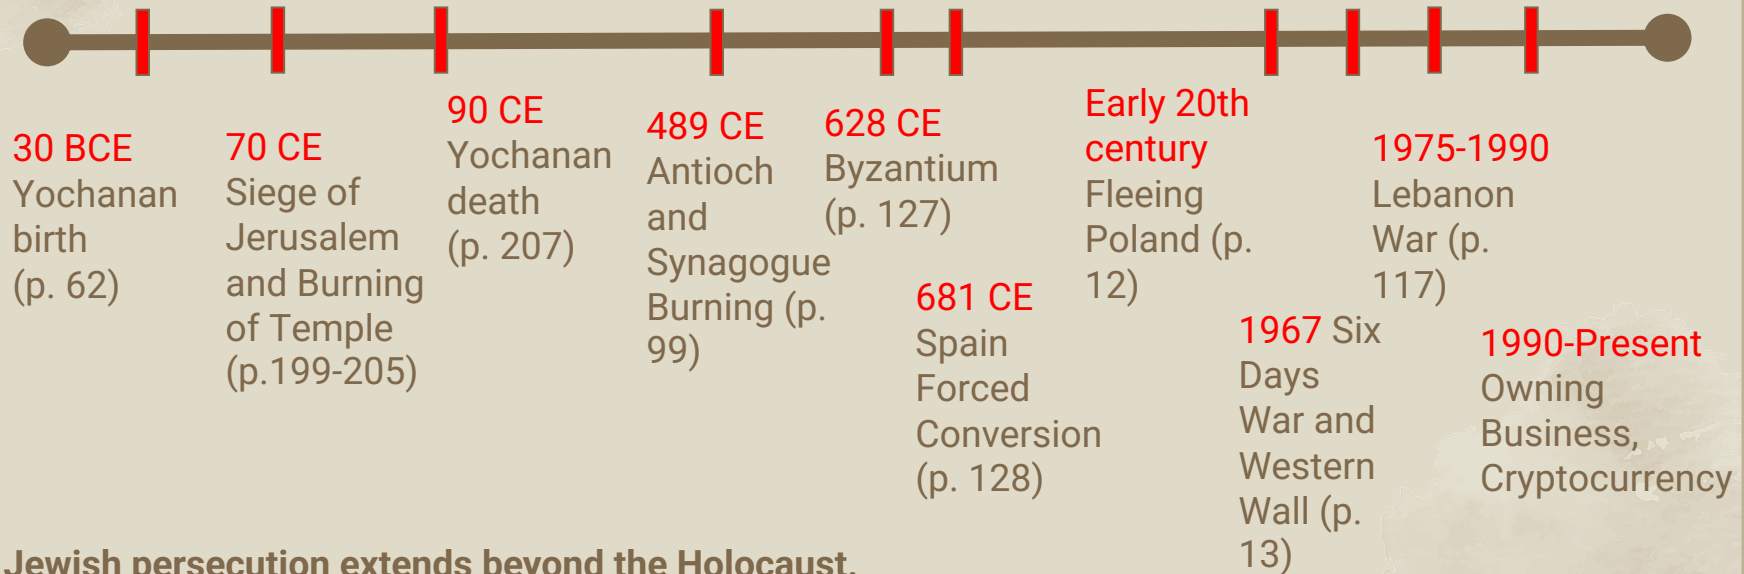 30 BCE
Yochanan
birth
(p. 62)
70 CE
Siege of
Jerusalem
and Burning
of Temple
(p.199-205)
90 CE
Yochanan
death
(p. 207)
489 CE
Antioch
and
Synagogue
Burning (p.
99)
628 CE
Byzantium
(p. 127)
681 CE
Spain
Forced
Conversion
(p. 128)
Early 20th
century
Fleeing
Poland (p.
12)
1967 Six
Days
War and
Western
Wall (p.
13)
1975-1990
Lebanon
War (p.
117)
1990-Present
Owning
Business,
Cryptocurrency
Jewish persecution extends beyond the Holocaust.